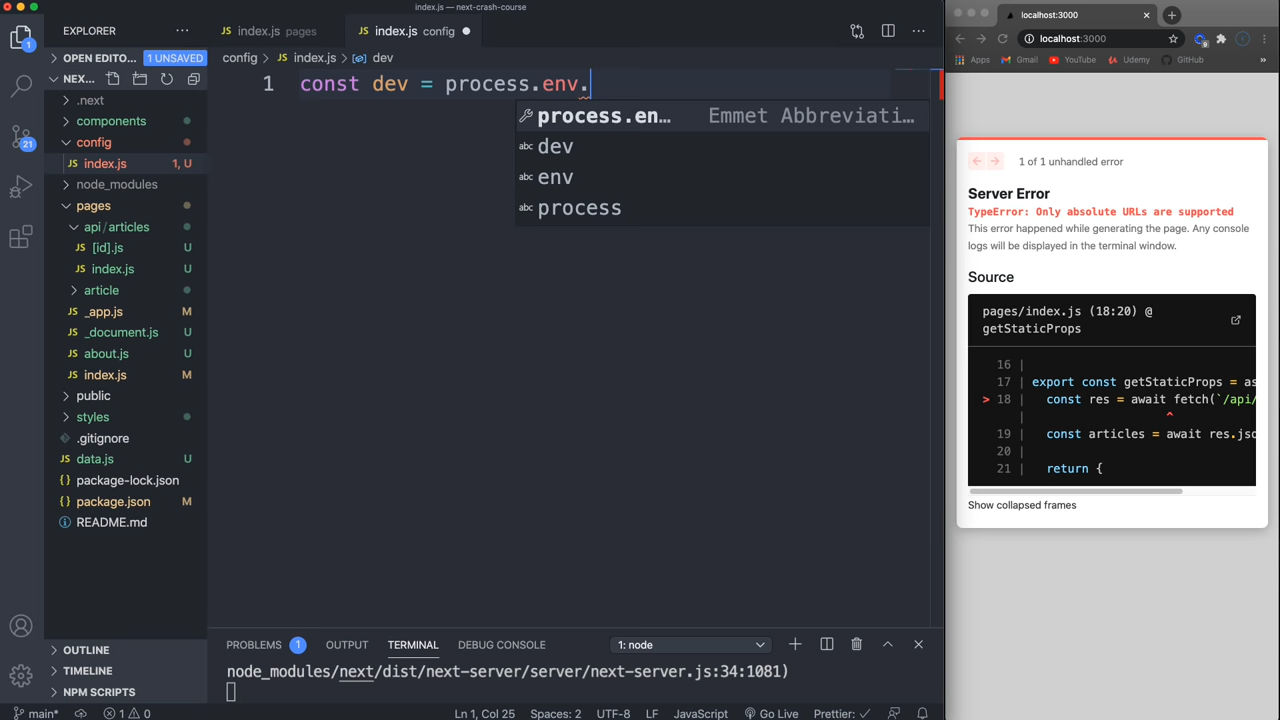 index.js — next-crash-course
EXPLORER
OPEN EDITO... 1 UNSAVED
NEX...
.next
components
config
index.js 1, U
node_modules
pages
api/articles
[id].js U
index.js U
article
_app.js M
_document.js U
about.js U
index.js M
public
styles
.gitignore
data.js U
package-lock.json
package.json M
README.md
OUTLINE
TIMELINE
NPM SCRIPTS
1
21
index.js pages
index.js config
config > index.js > dev
1 const dev = process.env.
process.en... Emmet Abbreviati...
abc dev
abc env
abc process
PROBLEMS 1 OUTPUT TERMINAL DEBUG CONSOLE 1: node
node_modules/next/dist/next-server/server/next-server.js:34:1081)
main* 1 0 Ln 1, Col 25 Spaces: 2 UTF-8 LF JavaScript Go Live Prettier: ✓
localhost:3000
localhost:3000
9
Apps Gmail YouTube Udemy GitHub »
1 of 1 unhandled error
Server Error
TypeError: Only absolute URLs are supported
This error happened while generating the page. Any console
logs will be displayed in the terminal window.
Source
pages/index.js (18:20) @
getStaticProps
16 |
17 | export const getStaticProps = as
> 18 | const res = await fetch(`/api/
| ^
19 | const articles = await res.jso
20 |
21 | return {
Show collapsed frames